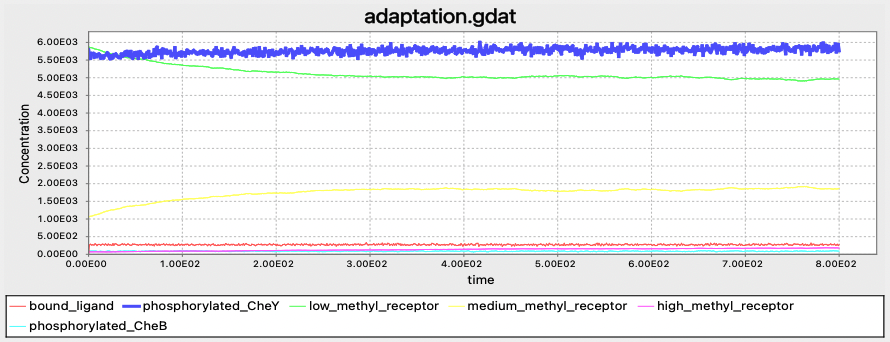 adaptation.gdat
6.00E03
5.50E03
5.00E03
4.50E03
4.00E03
3.50E03
3.00E03
2.50E03
2.00E03
1.50E03
1.00E03
5.00E02
0.00E00
Concentration
0.00E00 1.00E02 2.00E02 3.00E02 4.00E02 5.00E02 6.00E02 7.00E02 8.00E02
time
bound_ligand phosphorylated_CheY low_methyl_receptor medium_methyl_receptor high_methyl_receptor
phosphorylated_CheB